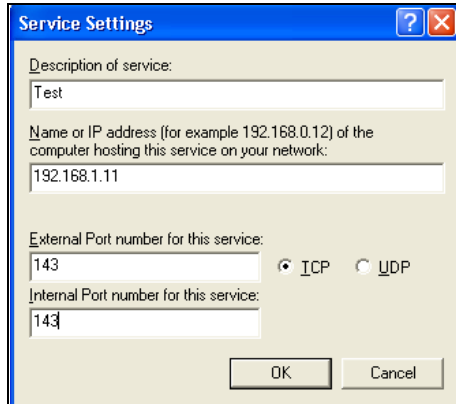 Service Settings
Description of service:
Test
Name or IP address (for example 192.168.0.12) of the
computer hosting this service on your network:
192.168.1.11
External Port number for this service:
143
TCP
UDP
Internal Port number for this service:
143
OK
Cancel